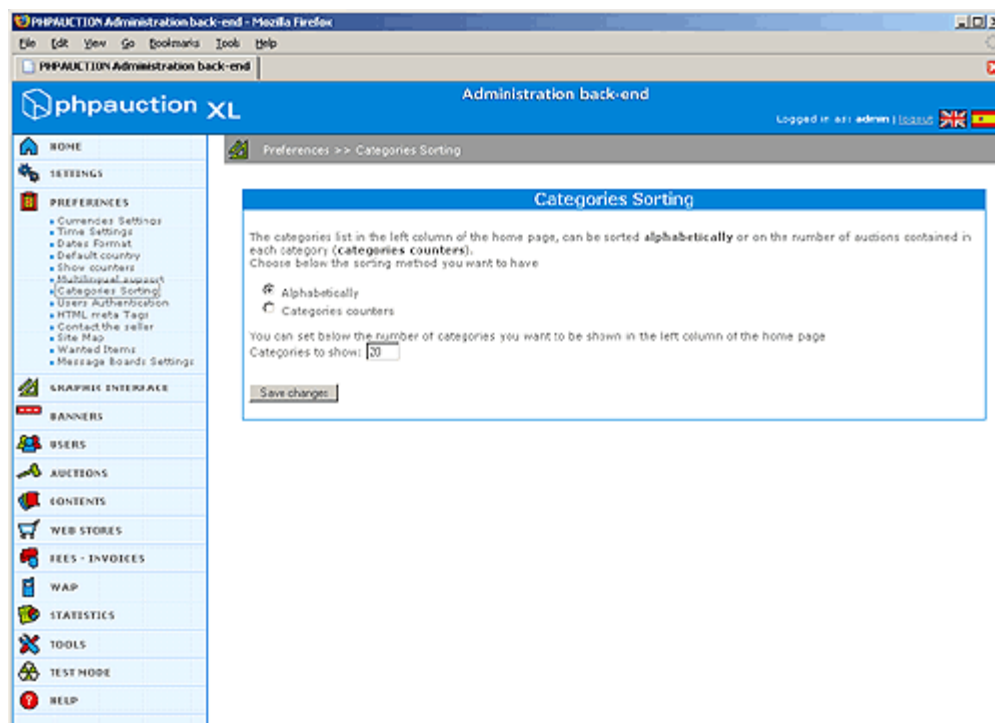 PHPAUCTION Administration back-end - Mozilla Firefox
File Edit View Go Bookmarks Tools Help
PHPAUCTION Administration back-end
phpauction XL
Administration back-end
Logged in as: admin | logout
HOME
SETTINGS
PREFERENCES
Currencies Settings
Time Settings
Dates Format
Default country
Show counters
Multilingual support
Categories Sorting
Users Authentication
HTML meta Tags
Contact the seller
Site Map
Wanted Items
Message Boards Settings
GRAPHIC INTERFACE
BANNERS
USERS
AUCTIONS
CONTENTS
WEB STORES
FEES - INVOICES
WAP
STATISTICS
TOOLS
TEST MODE
HELP
Preferences >> Categories Sorting
Categories Sorting
The categories list in the left column of the home page, can be sorted alphabetically or on the number of auctions contained in
each category (categories counters).
Choose below the sorting method you want to have
Alphabetically
Categories counters
You can set below the number of categories you want to be shown in the left column of the home page
Categories to show: 20
Save changes